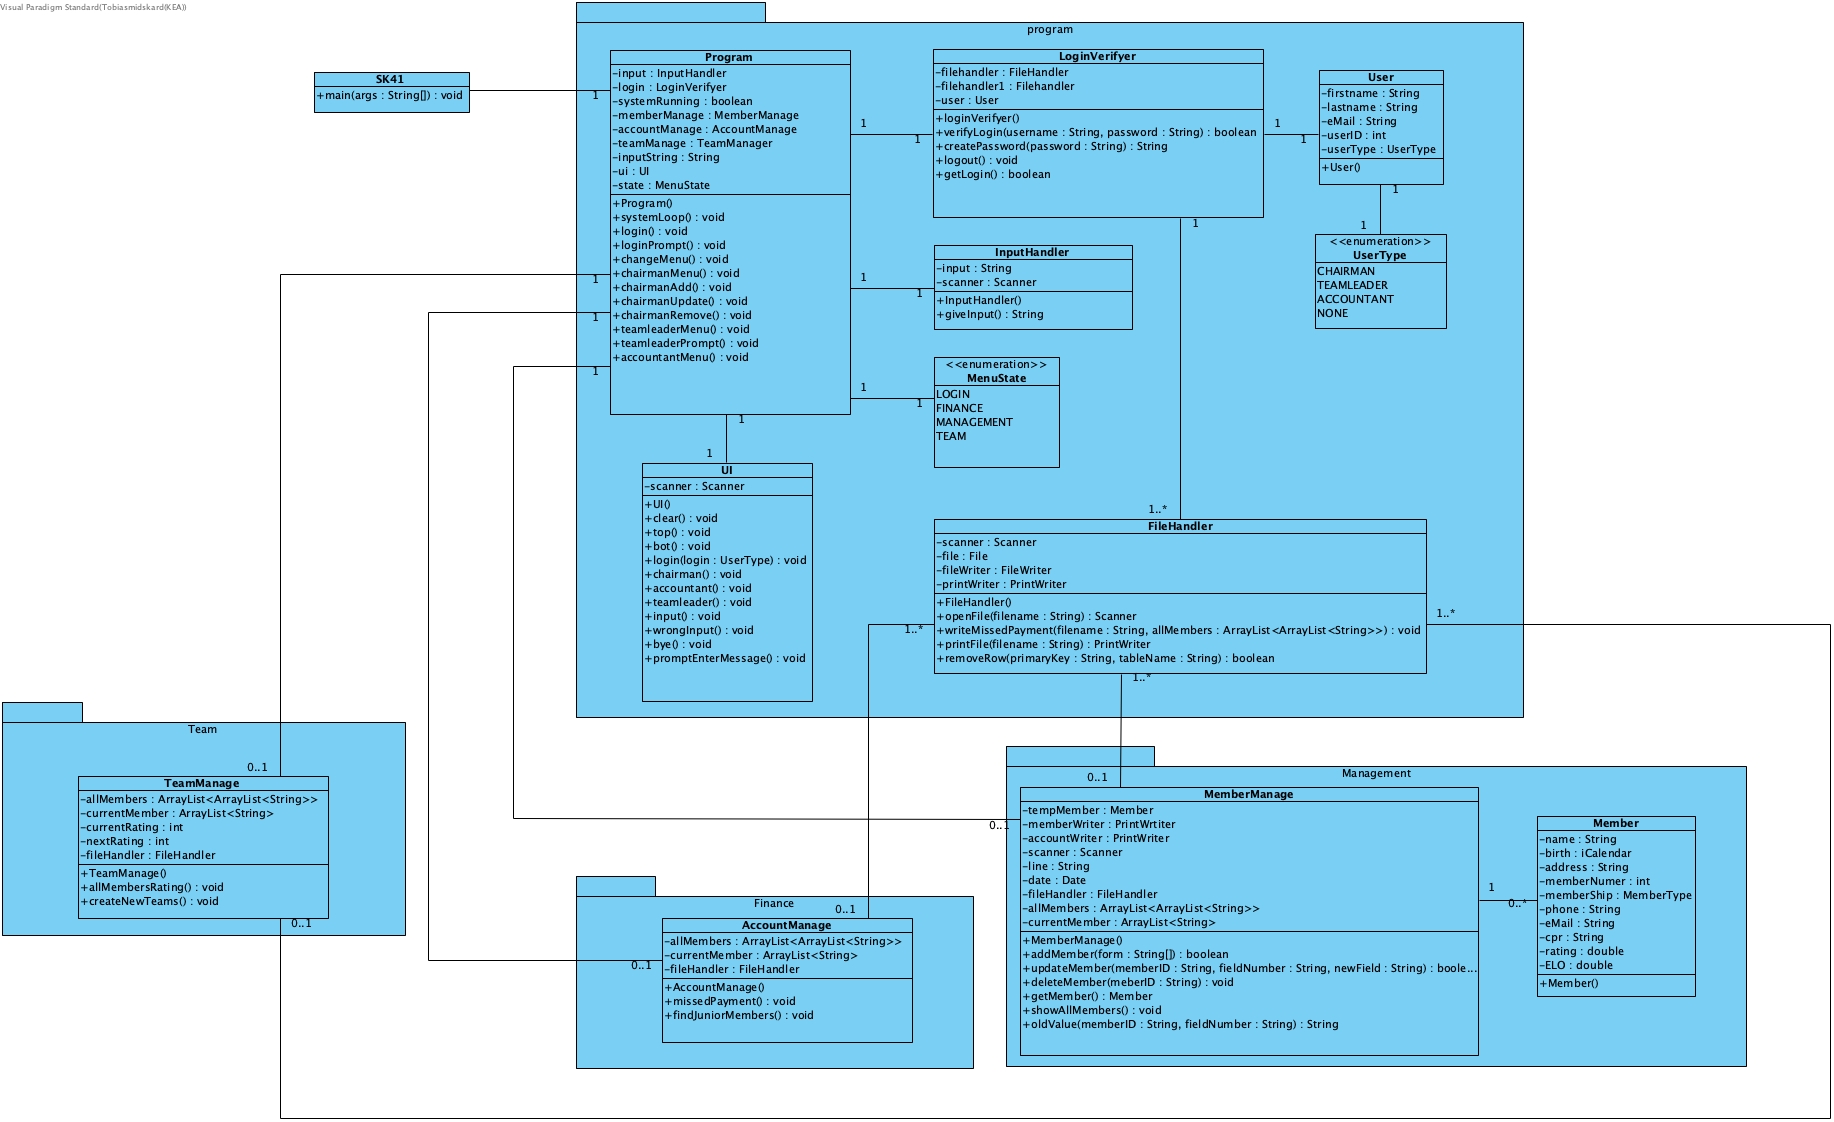 Visual Paradigm Standard(Tobiasmidskard(KEA))
program
SK41
+main(args : String[]) : void
1
Program
-input : InputHandler
-login : LoginVerifyer
-systemRunning : boolean
-memberManage : MemberManage
-accountManage : AccountManage
-teamManage : TeamManager
-inputString : String
-ui : UI
-state : MenuState
+Program()
+systemLoop() : void
+login() : void
+loginPrompt() : void
+changeMenu() : void
+chairmanMenu() : void
+chairmanAdd() : void
+chairmanUpdate() : void
+chairmanRemove() : void
+teamleaderMenu() : void
+teamleaderPrompt() : void
+accountantMenu() : void
1
1
1
1
1
1
1
1
1
1
1
LoginVerifyer
-filehandler : FileHandler
-filehandler1 : Filehandler
-user : User
+loginVerifyer()
+verifyLogin(username : String, password : String) : boolean
+createPassword(password : String) : String
+logout() : void
+getLogin() : boolean
1
1
1
User
-firstname : String
-lastname : String
-eMail : String
-userID : int
-userType : UserType
+User()
1
1
<<enumeration>>
UserType
CHAIRMAN
TEAMLEADER
ACCOUNTANT
NONE
InputHandler
-input : String
-scanner : Scanner
+InputHandler()
+giveInput() : String
<<enumeration>>
MenuState
LOGIN
FINANCE
MANAGEMENT
TEAM
UI
-scanner : Scanner
+UI()
+clear() : void
+top() : void
+bot() : void
+login(login : UserType) : void
+chairman() : void
+accountant() : void
+teamleader() : void
+input() : void
+wrongInput() : void
+bye() : void
+promptEnterMessage() : void
1..*
FileHandler
-scanner : Scanner
-file : File
-fileWriter : FileWriter
-printWriter : PrintWriter
+FileHandler()
+openFile(filename : String) : Scanner
+writeMissedPayment(filename : String, allMembers : ArrayList<ArrayList<String>>) : void
+printFile(filename : String) : PrintWriter
+removeRow(primaryKey : String, tableName : String) : boolean
1..*
1..*
1..*
Team
0..1
TeamManage
-allMembers : ArrayList<ArrayList<String>>
-currentMember : ArrayList<String>
-currentRating : int
-nextRating : int
-fileHandler : FileHandler
+TeamManage()
+allMembersRating() : void
+createNewTeams() : void
0..1
Finance
0..1
AccountManage
-allMembers : ArrayList<ArrayList<String>>
-currentMember : ArrayList<String>
-fileHandler : FileHandler
+AccountManage()
+missedPayment() : void
+findJuniorMembers() : void
0..1
Management
0..1
MemberManage
-tempMember : Member
-memberWriter : PrintWrtiter
-accountWriter : PrintWriter
-scanner : Scanner
-line : String
-date : Date
-fileHandler : FileHandler
-allMembers : ArrayList<ArrayList<String>>
-currentMember : ArrayList<String>
+MemberManage()
+addMember(form : String[]) : boolean
+updateMember(memberID : String, fieldNumber : String, newField : String) : boole...
+deleteMember(meberID : String) : void
+getMember() : Member
+showAllMembers() : void
+oldValue(memberID : String, fieldNumber : String) : String
0..1
1
0..*
Member
-name : String
-birth : iCalendar
-address : String
-memberNumer : int
-memberShip : MemberType
-phone : String
-eMail : String
-cpr : String
-rating : double
-ELO : double
+Member()